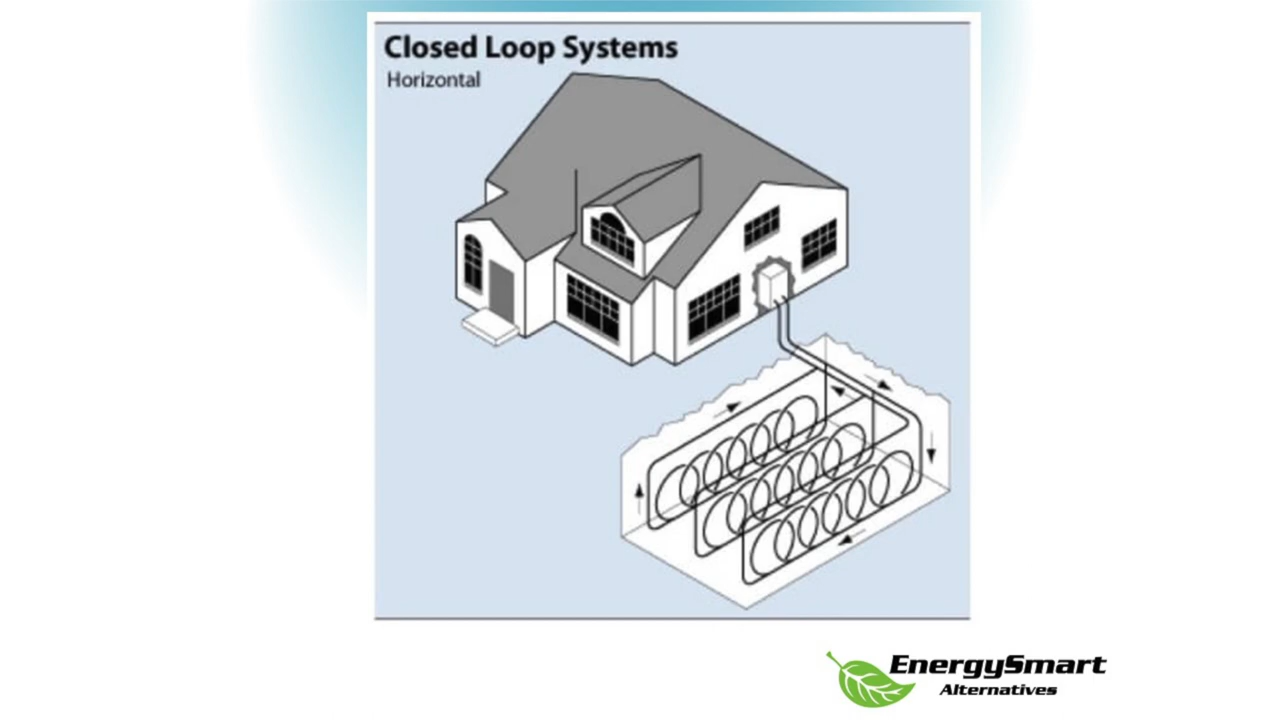 Closed Loop Systems
Horizontal
EnergySmart
Alternatives